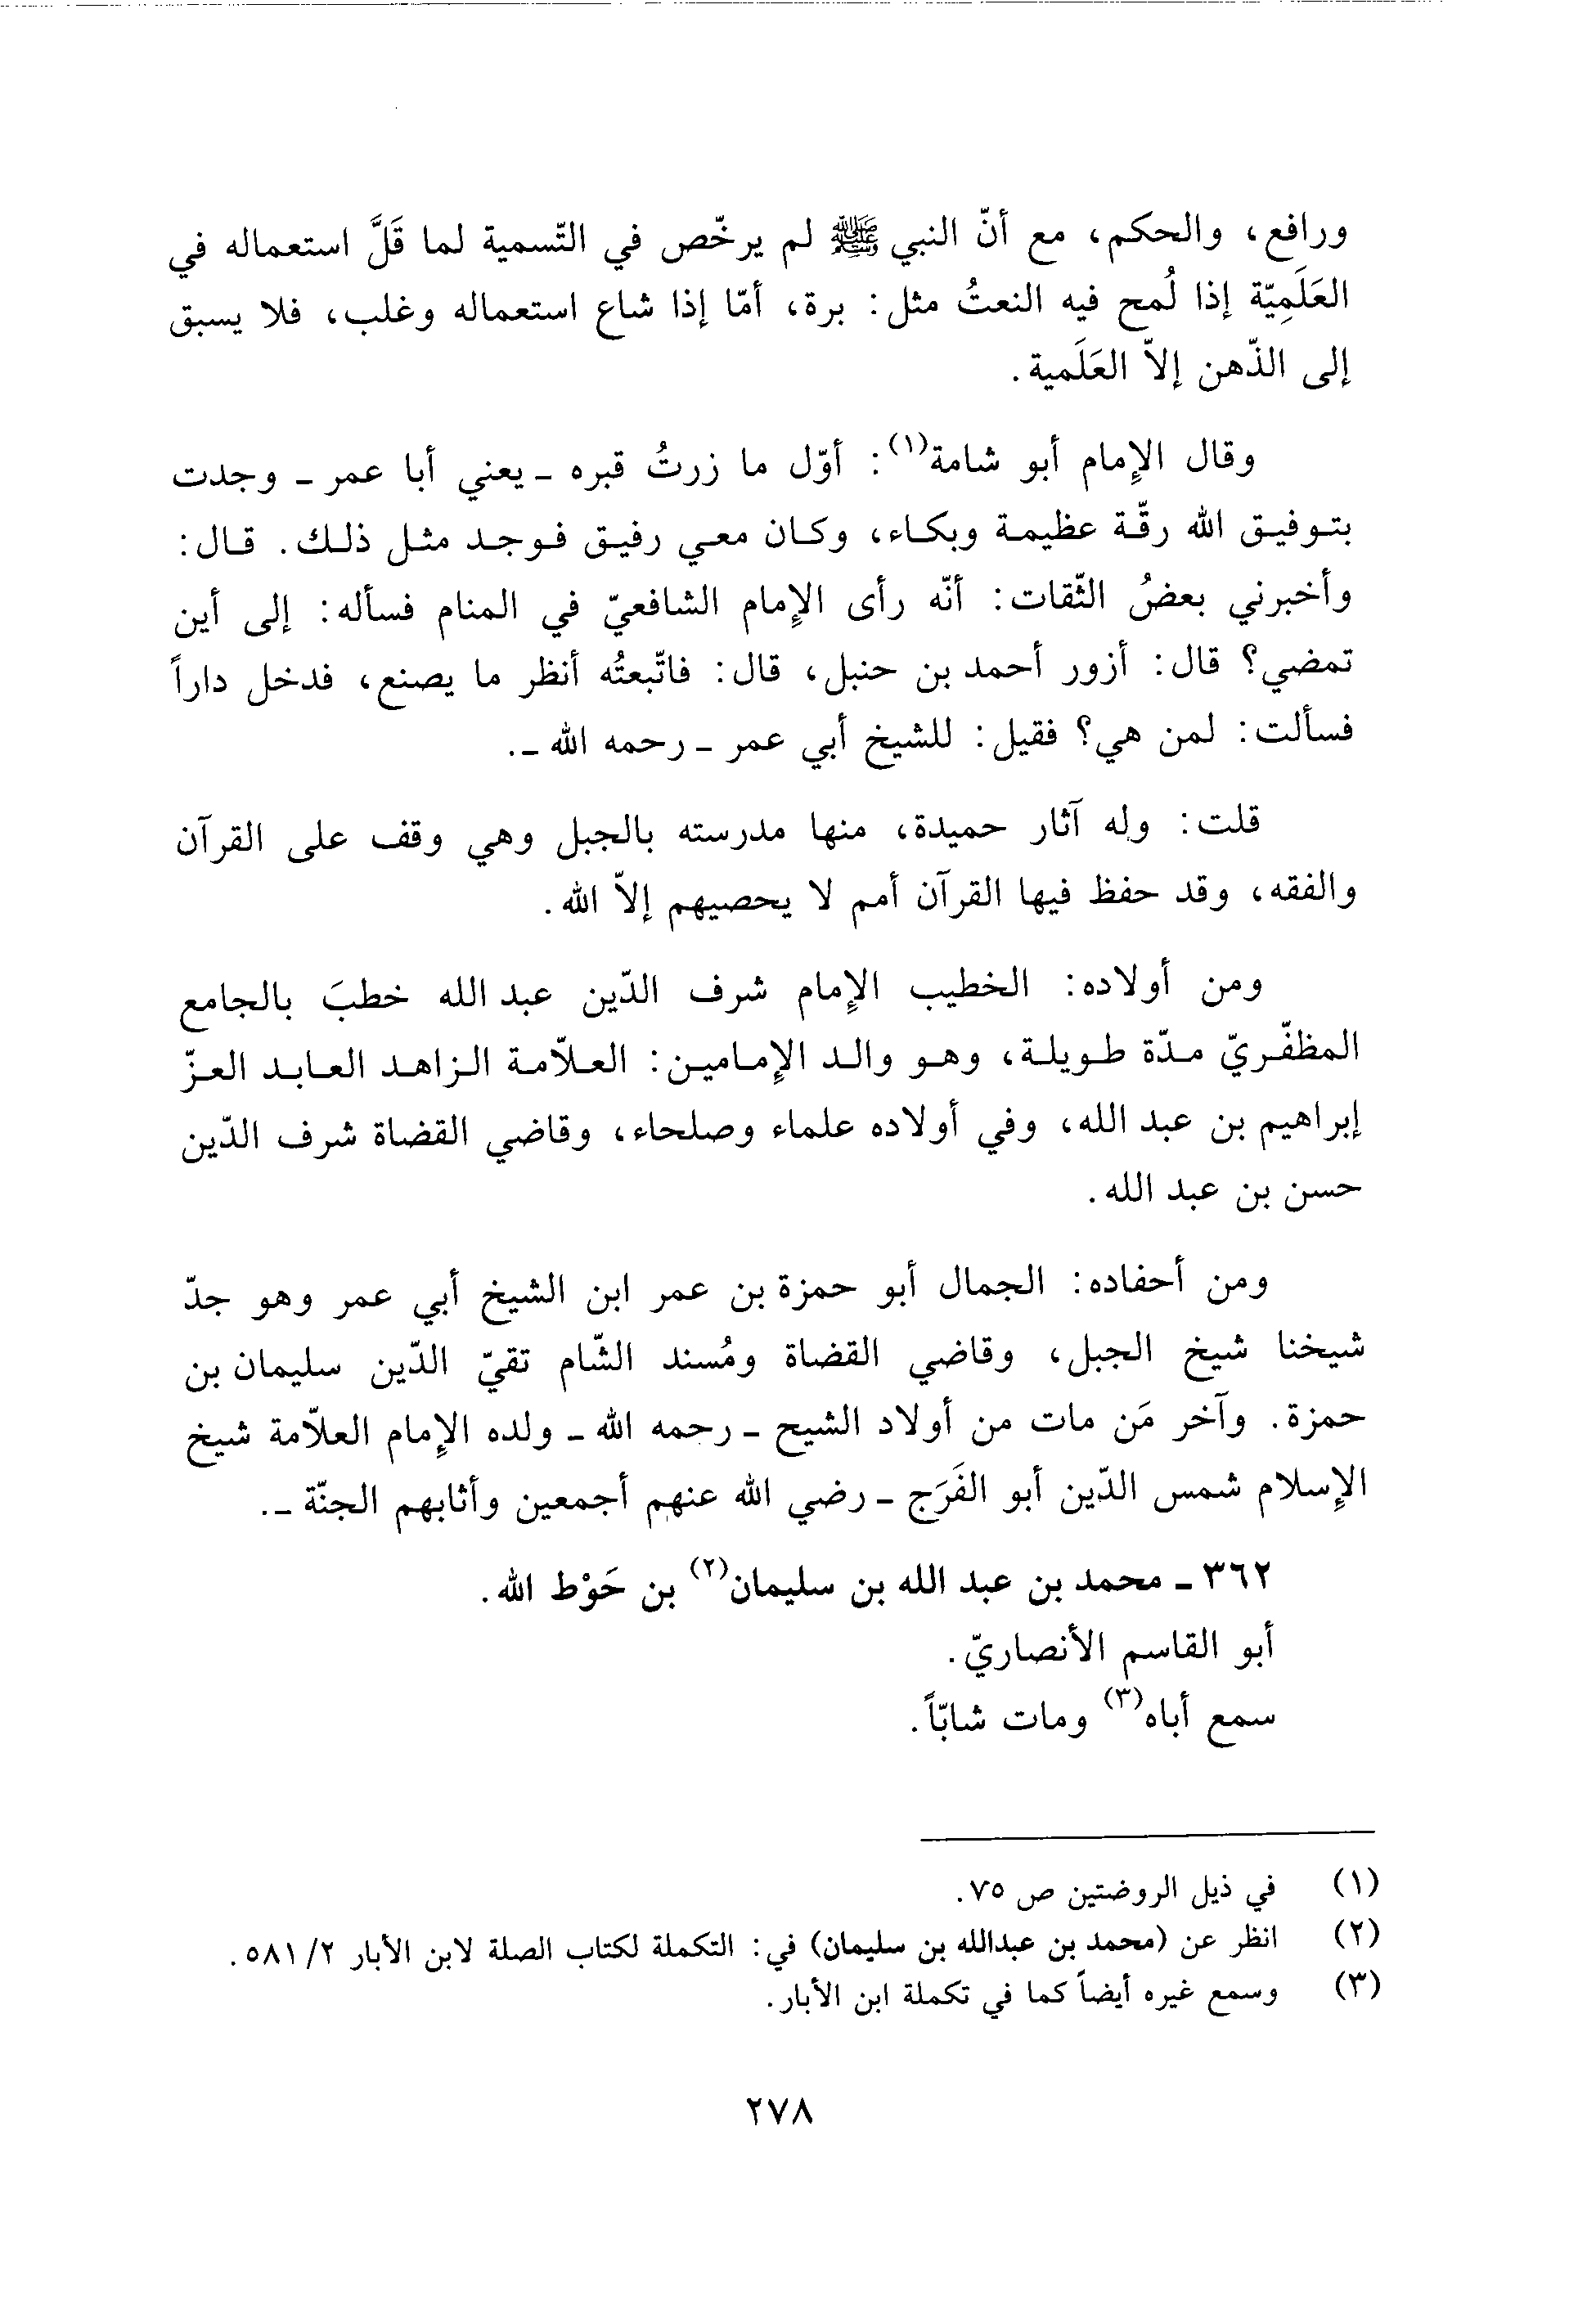 ورافع، والحكم، مع أنّ النبي ﷺ لم يرخّص في التّسمية لما قَلَّ استعماله في
العَلَمِيّة إذا لُمح فيه النعتُ مثل: برة، أمّا إذا شاع استعماله وغلب، فلا يسبق
إلى الذّهن إلاّ العَلَمية.
وقال الإِمام أبو شامة(١): أوّل ما زرتُ قبره ـ يعني أبا عمر ـ وجدت
بتوفيق الله رقّة عظيمة وبكاء، وكان معي رفيق فوجد مثل ذلك. قال:
وأخبرني بعضُ الثّقات: أنّه رأى الإِمام الشافعيّ في المنام فسأله: إلى أين
تمضي؟ قال: أزور أحمد بن حنبل، قال: فاتّبعتُه أنظر ما يصنع، فدخل داراً
فسألت: لمن هي؟ فقيل: للشيخ أبي عمر ـ رحمه الله ـ.
قلت: وله آثار حميدة، منها مدرسته بالجبل وهي وقف على القرآن
والفقه، وقد حفظ فيها القرآن أمم لا يحصيهم إلاّ الله.
ومن أولاده: الخطيب الإِمام شرف الدّين عبد الله خطبَ بالجامع
المظفّريّ مدّة طويلة، وهو والد الإِمامين: العلاّمة الزاهد العابد العزّ
إبراهيم بن عبد الله، وفي أولاده علماء وصلحاء، وقاضي القضاة شرف الدّين
حسن بن عبد الله.
ومن أحفاده: الجمال أبو حمزة بن عمر ابن الشيخ أبي عمر وهو جدّ
شيخنا شيخ الجبل، وقاضي القضاة ومُسند الشّام تقيّ الدّين سليمان بن
حمزة. وآخر مَن مات من أولاد الشيح ـ رحمه الله ـ ولده الإِمام العلاّمة شيخ
الإِسلام شمس الدّين أبو الفَرَج ـ رضي الله عنهم أجمعين وأثابهم الجنّة ـ.
٣٦٢ ـ محمد بن عبد الله بن سليمان(٢) بن حَوْط الله.
أبو القاسم الأنصاريّ.
سمع أباه(٣) ومات شابّاً.
(١) في ذيل الروضتين ص ٧٥.
(٢) انظر عن (محمد بن عبدالله بن سليمان) في: التكملة لكتاب الصلة لابن الأبار ٢/ ٥٨١.
(٣) وسمع غيره أيضاً كما في تكملة ابن الأبار.
٢٧٨